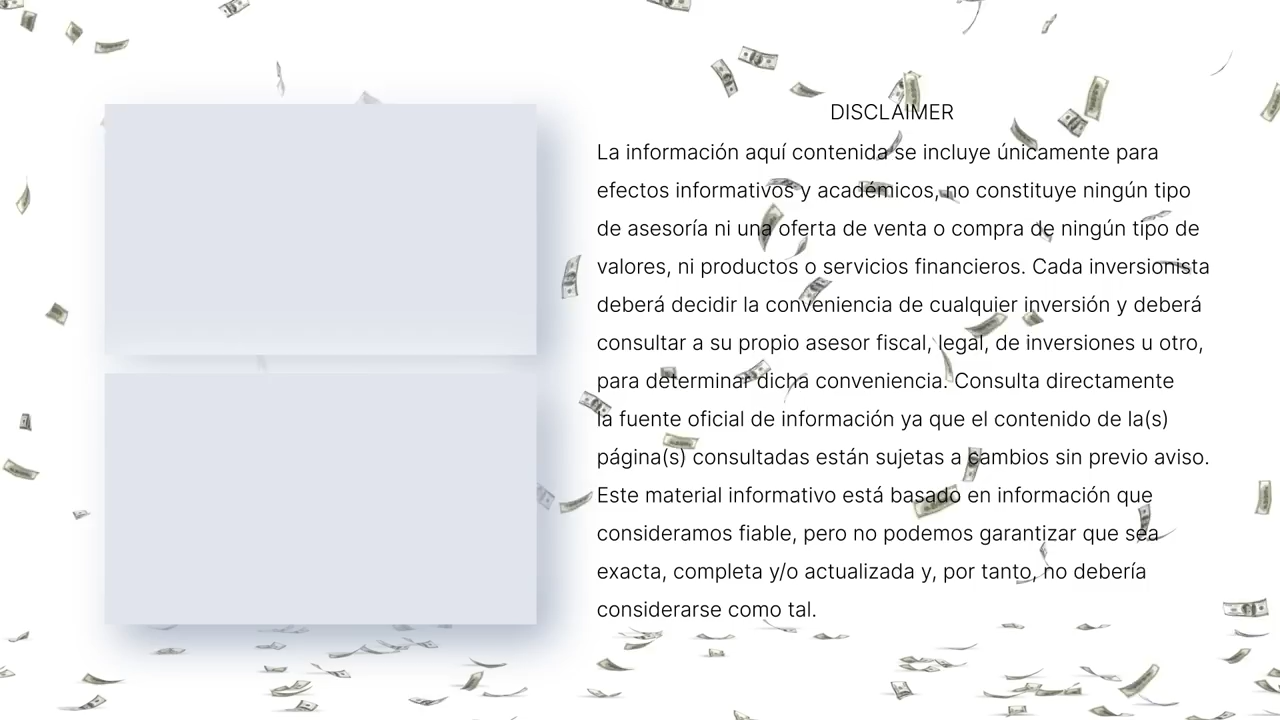 DISCLAIMER
La información aquí contenida se incluye únicamente para
efectos informativos y académicos, no constituye ningún tipo
de asesoría ni una oferta de venta o compra de ningún tipo de
valores, ni productos o servicios financieros. Cada inversionista
deberá decidir la conveniencia de cualquier inversión y deberá
consultar a su propio asesor fiscal, legal, de inversiones u otro,
para determinar dicha conveniencia. Consulta directamente
la fuente oficial de información ya que el contenido de la(s)
página(s) consultadas están sujetas a cambios sin previo aviso.
Este material informativo está basado en información que
consideramos fiable, pero no podemos garantizar que sea
exacta, completa y/o actualizada y, por tanto, no debería
considerarse como tal.